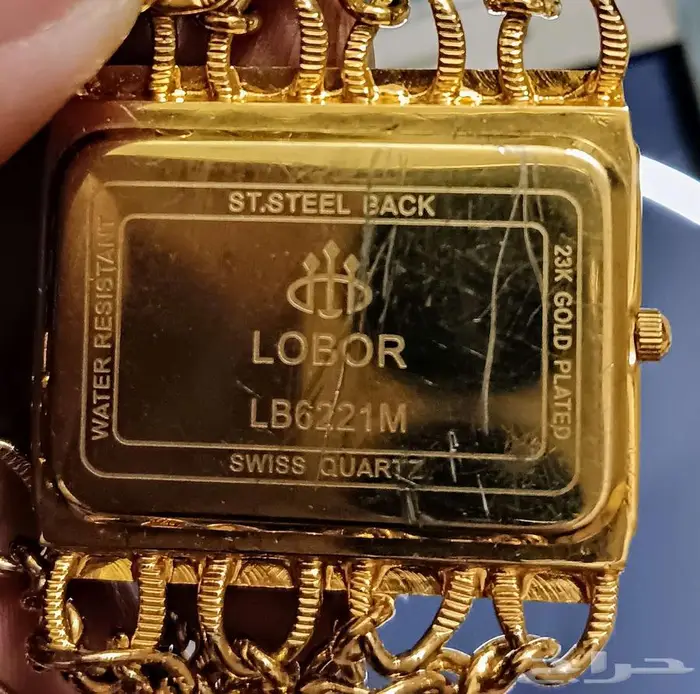 ST.STEEL BACK
WATER RESISTANT
23K GOLD PLATED
LOBOR
LB6221M
SWISS QUARTZ
حراج